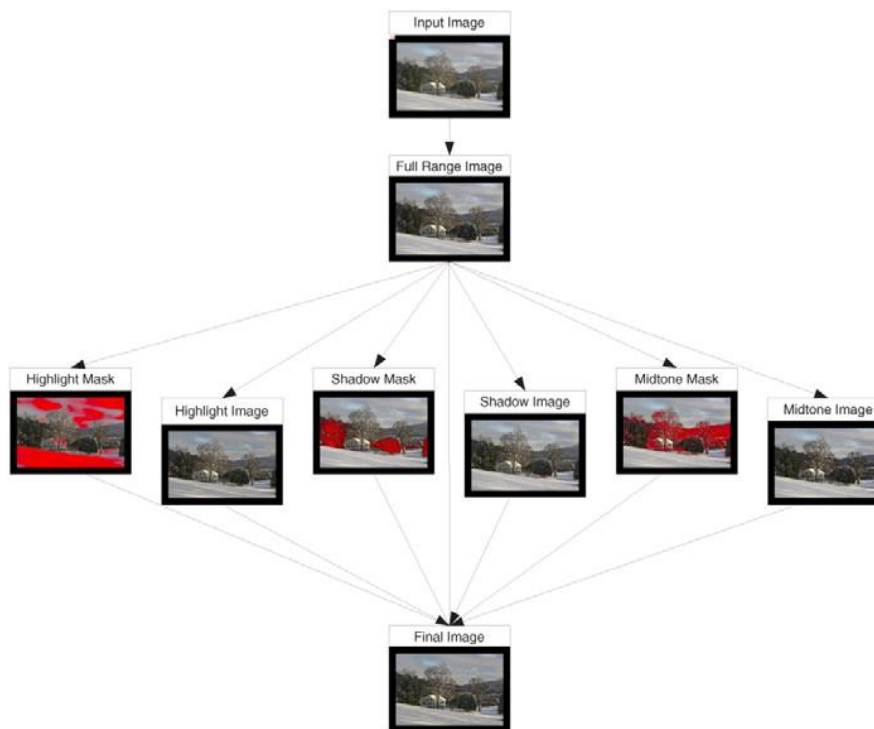 Input Image
Full Range Image
Highlight Mask
Highlight Image
Shadow Mask
Shadow Image
Midtone Mask
Midtone Image
Final Image